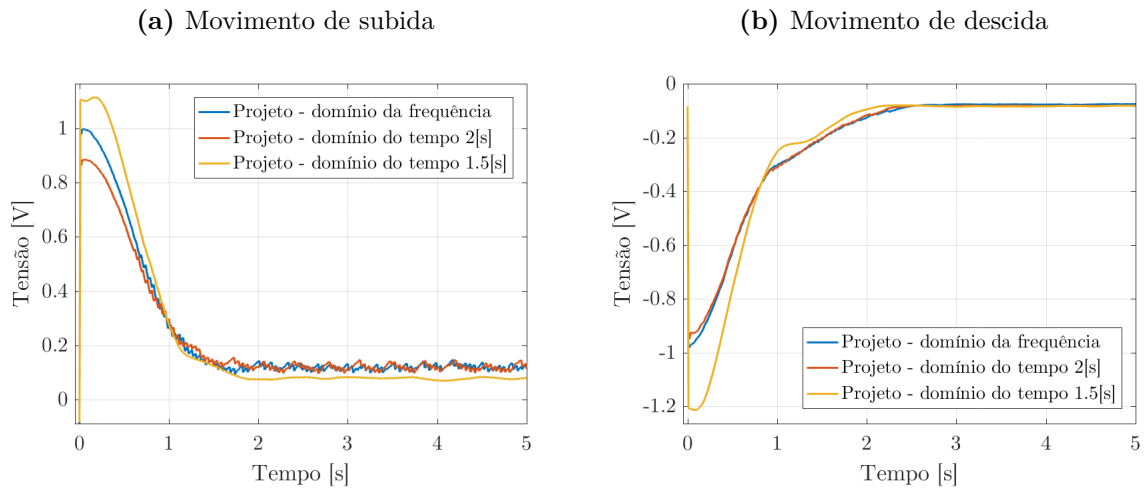 (a) Movimento de subida
Tensão [V]
1
0.8
0.6
0.4
0.2
0
Projeto - domínio da frequência
Projeto - domínio do tempo 2[s]
Projeto - domínio do tempo 1.5[s]
0 1 2 3 4 5
Tempo [s]
(b) Movimento de descida
Tensão [V]
0
-0.2
-0.4
-0.6
-0.8
-1
-1.2
Projeto - domínio da frequência
Projeto - domínio do tempo 2[s]
Projeto - domínio do tempo 1.5[s]
0 1 2 3 4 5
Tempo [s]